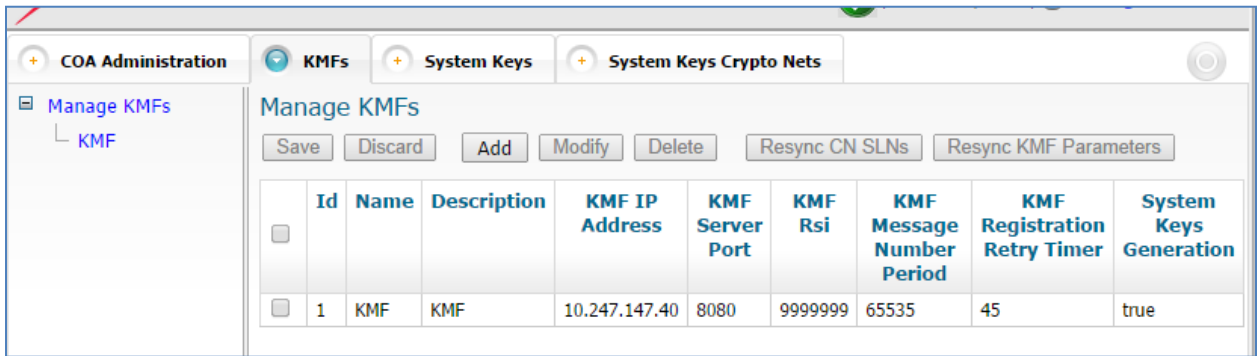 COA Administration KMFs System Keys System Keys Crypto Nets
Manage KMFs
KMF
Manage KMFs
Save Discard Add Modify Delete Resync CN SLNs Resync KMF Parameters
Id Name Description KMF IP Address KMF Server Port KMF Rsi KMF Message Number Period KMF Registration Retry Timer System Keys Generation
1 KMF KMF 10.247.147.40 8080 9999999 65535 45 true